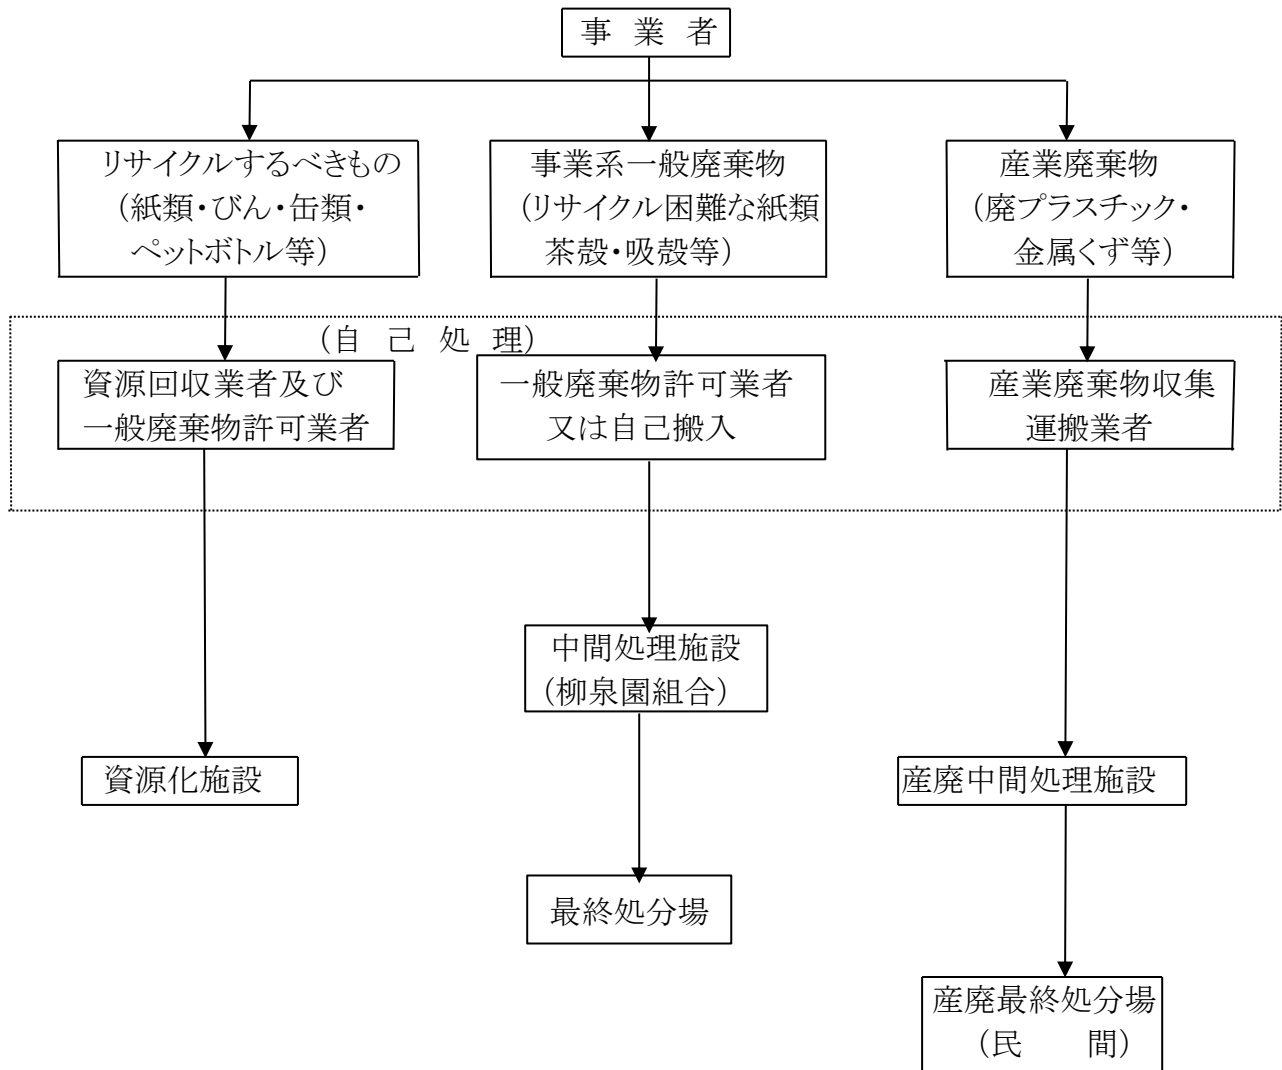 事 業 者
リサイクルするべきもの
（紙類・びん・缶類・
ペットボトル等）
事業系一般廃棄物
（リサイクル困難な紙類
茶殻・吸殻等）
産業廃棄物
（廃プラスチック・
金属くず等）
（自 己 処 理）
資源回収業者及び
一般廃棄物許可業者
一般廃棄物許可業者
又は自己搬入
産業廃棄物収集
運搬業者
中間処理施設
（柳泉園組合）
資源化施設
産廃中間処理施設
最終処分場
産廃最終処分場
（民 間）